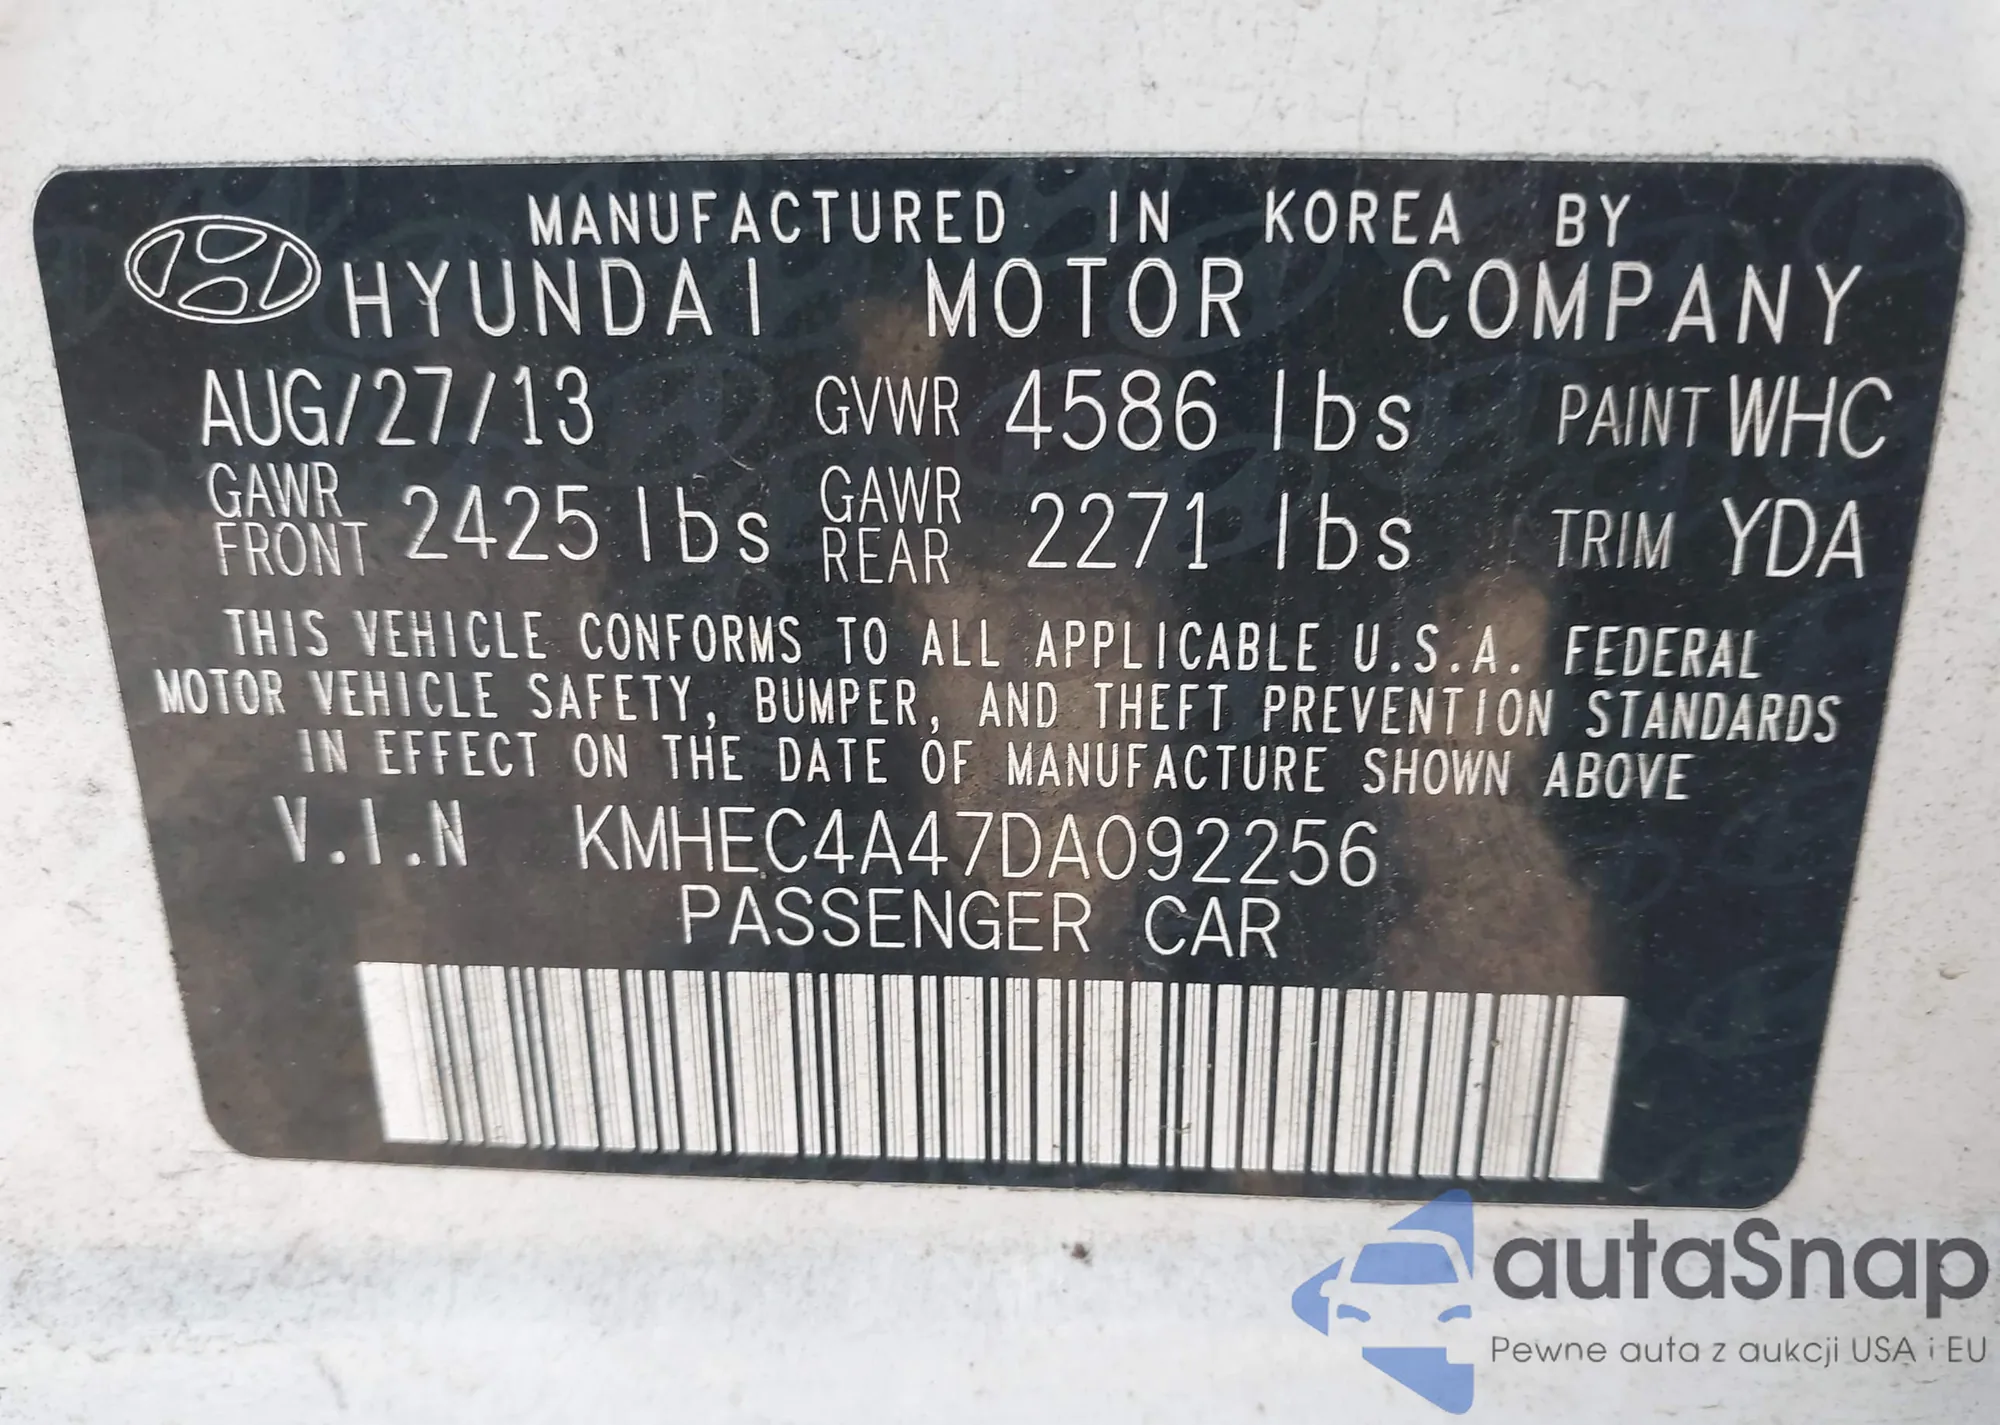 MANUFACTURED IN KOREA BY
HYUNDAI MOTOR COMPANY
AUG/27/13 GVWR 4586 lbs PAINT WHC
GAWR FRONT 2425 lbs GAWR REAR 2271 lbs TRIM YDA
THIS VEHICLE CONFORMS TO ALL APPLICABLE U.S.A. FEDERAL
MOTOR VEHICLE SAFETY, BUMPER, AND THEFT PREVENTION STANDARDS
IN EFFECT ON THE DATE OF MANUFACTURE SHOWN ABOVE
V.I.N KMHEC4A47DA092256
PASSENGER CAR
autaSnap
Pewne auta z aukcji USA i EU